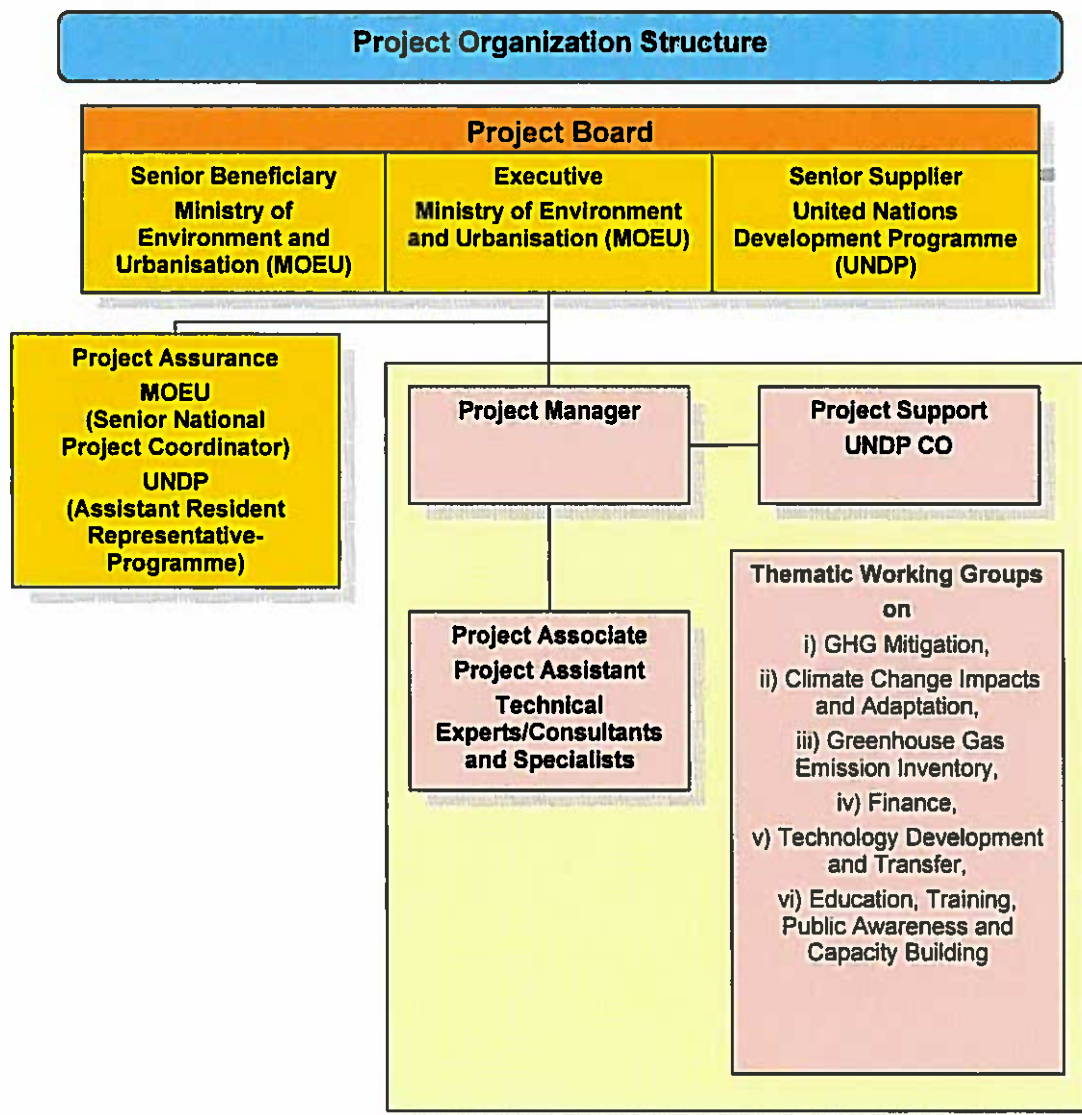 Project Organization Structure
Project Board
Senior Beneficiary
Ministry of
Environment and
Urbanisation (MOEU)
Executive
Ministry of Environment
and Urbanisation (MOEU)
Senior Supplier
United Nations
Development Programme
(UNDP)
Project Assurance
MOEU
(Senior National
Project Coordinator)
UNDP
(Assistant Resident
Representative-
Programme)
Project Manager
Project Support
UNDP CO
Project Associate
Project Assistant
Technical
Experts/Consultants
and Specialists
Thematic Working Groups
on
i) GHG Mitigation,
ii) Climate Change Impacts
and Adaptation,
iii) Greenhouse Gas
Emission Inventory,
iv) Finance,
v) Technology Development
and Transfer,
vi) Education, Training,
Public Awareness and
Capacity Building